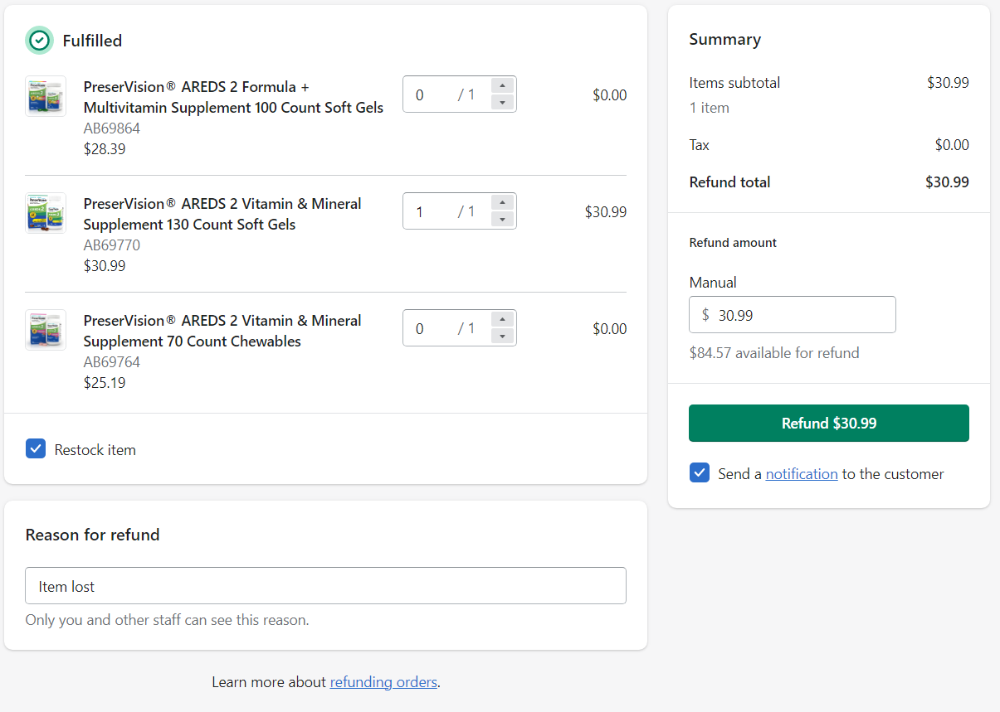 Fulfilled
PreserVision® AREDS 2 Formula +
Multivitamin Supplement 100 Count Soft Gels
AB69864
$28.39
0 / 1
$0.00
PreserVision® AREDS 2 Vitamin & Mineral
Supplement 130 Count Soft Gels
AB69770
$30.99
1 / 1
$30.99
PreserVision® AREDS 2 Vitamin & Mineral
Supplement 70 Count Chewables
AB69764
$25.19
0 / 1
$0.00
Restock item
Reason for refund
Item lost
Only you and other staff can see this reason.
Learn more about refunding orders.
Summary
Items subtotal $30.99
1 item
Tax $0.00
Refund total $30.99
Refund amount
Manual
$ 30.99
$84.57 available for refund
Refund $30.99
Send a notification to the customer